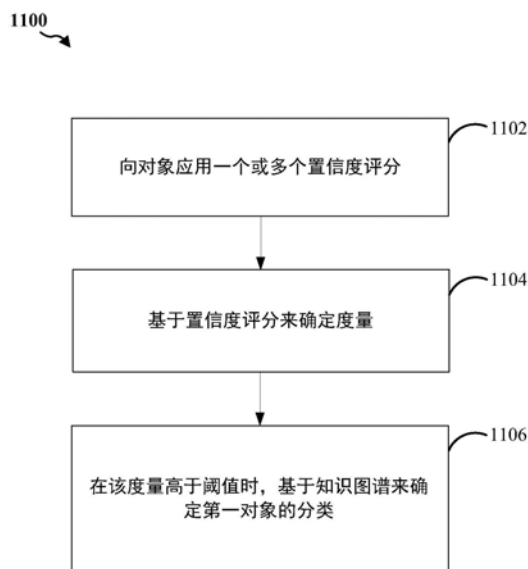 1100
1102
向对象应用一个或多个置信度评分
1104
基于置信度评分来确定度量
1106
在该度量高于阈值时，基于知识图谱来确
定第一对象的分类